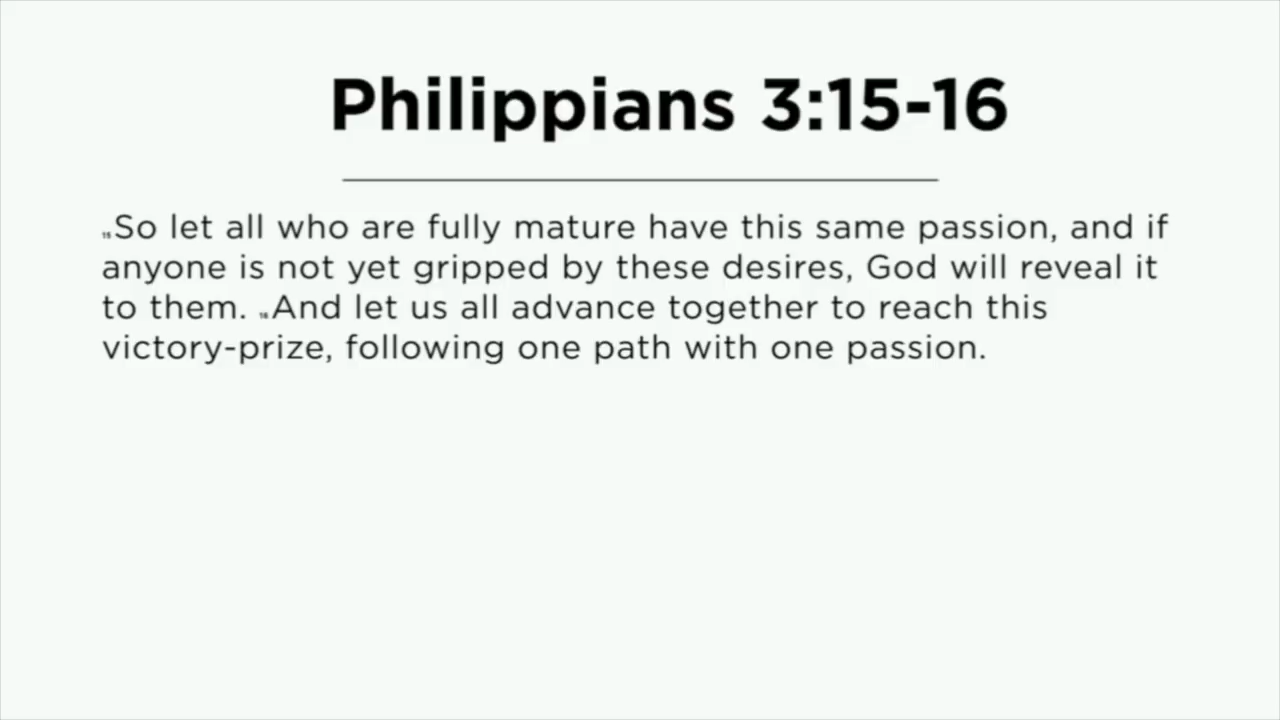 Philippians 3:15-16
15 So let all who are fully mature have this same passion, and if
anyone is not yet gripped by these desires, God will reveal it
to them. 16 And let us all advance together to reach this
victory-prize, following one path with one passion.